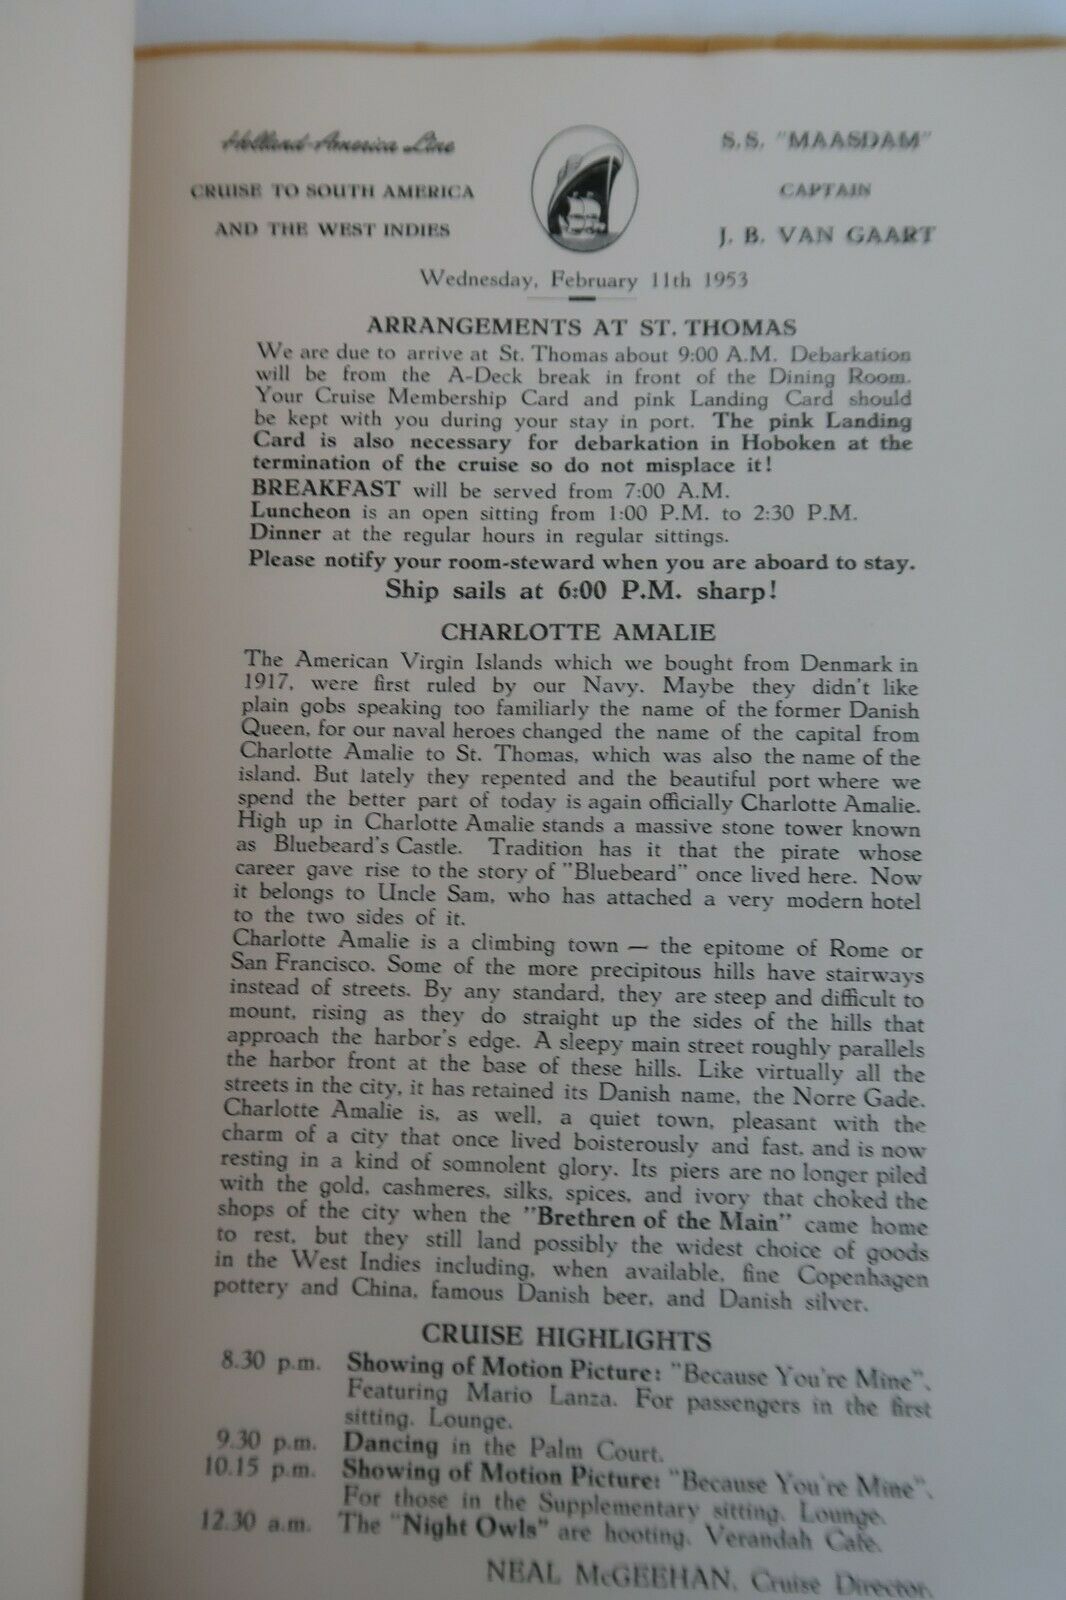 Holland-America Line
CRUISE TO SOUTH AMERICA
AND THE WEST INDIES
S.S. "MAASDAM"
CAPTAIN
J. B. VAN GAART
Wednesday, February 11th 1953
ARRANGEMENTS AT ST. THOMAS
We are due to arrive at St. Thomas about 9:00 A.M. Debarkation
will be from the A-Deck break in front of the Dining Room.
Your Cruise Membership Card and pink Landing Card should
be kept with you during your stay in port. The pink Landing
Card is also necessary for debarkation in Hoboken at the
termination of the cruise so do not misplace it!
BREAKFAST will be served from 7:00 A.M.
Luncheon is an open sitting from 1:00 P.M. to 2:30 P.M.
Dinner at the regular hours in regular sittings.
Please notify your room-steward when you are aboard to stay.
Ship sails at 6:00 P.M. sharp!
CHARLOTTE AMALIE
The American Virgin Islands which we bought from Denmark in
1917, were first ruled by our Navy. Maybe they didn't like
plain gobs speaking too familiarly the name of the former Danish
Queen, for our naval heroes changed the name of the capital from
Charlotte Amalie to St. Thomas, which was also the name of the
island. But lately they repented and the beautiful port where we
spend the better part of today is again officially Charlotte Amalie.
High up in Charlotte Amalie stands a massive stone tower known
as Bluebeard's Castle. Tradition has it that the pirate whose
career gave rise to the story of "Bluebeard" once lived here. Now
it belongs to Uncle Sam, who has attached a very modern hotel
to the two sides of it.
Charlotte Amalie is a climbing town — the epitome of Rome or
San Francisco. Some of the more precipitous hills have stairways
instead of streets. By any standard, they are steep and difficult to
mount, rising as they do straight up the sides of the hills that
approach the harbor's edge. A sleepy main street roughly parallels
the harbor front at the base of these hills. Like virtually all the
streets in the city, it has retained its Danish name, the Norre Gade.
Charlotte Amalie is, as well, a quiet town, pleasant with the
charm of a city that once lived boisterously and fast, and is now
resting in a kind of somnolent glory. Its piers are no longer piled
with the gold, cashmeres, silks, spices, and ivory that choked the
shops of the city when the "Brethren of the Main" came home
to rest, but they still land possibly the widest choice of goods
in the West Indies including, when available, fine Copenhagen
pottery and China, famous Danish beer, and Danish silver.
CRUISE HIGHLIGHTS
8.30 p.m. Showing of Motion Picture: "Because You're Mine".
Featuring Mario Lanza. For passengers in the first
sitting. Lounge.
9.30 p.m. Dancing in the Palm Court.
10.15 p.m. Showing of Motion Picture: "Because You're Mine".
For those in the Supplementary sitting. Lounge.
12.30 a.m. The "Night Owls" are hooting. Verandah Café.
NEAL McGEEHAN, Cruise Director.